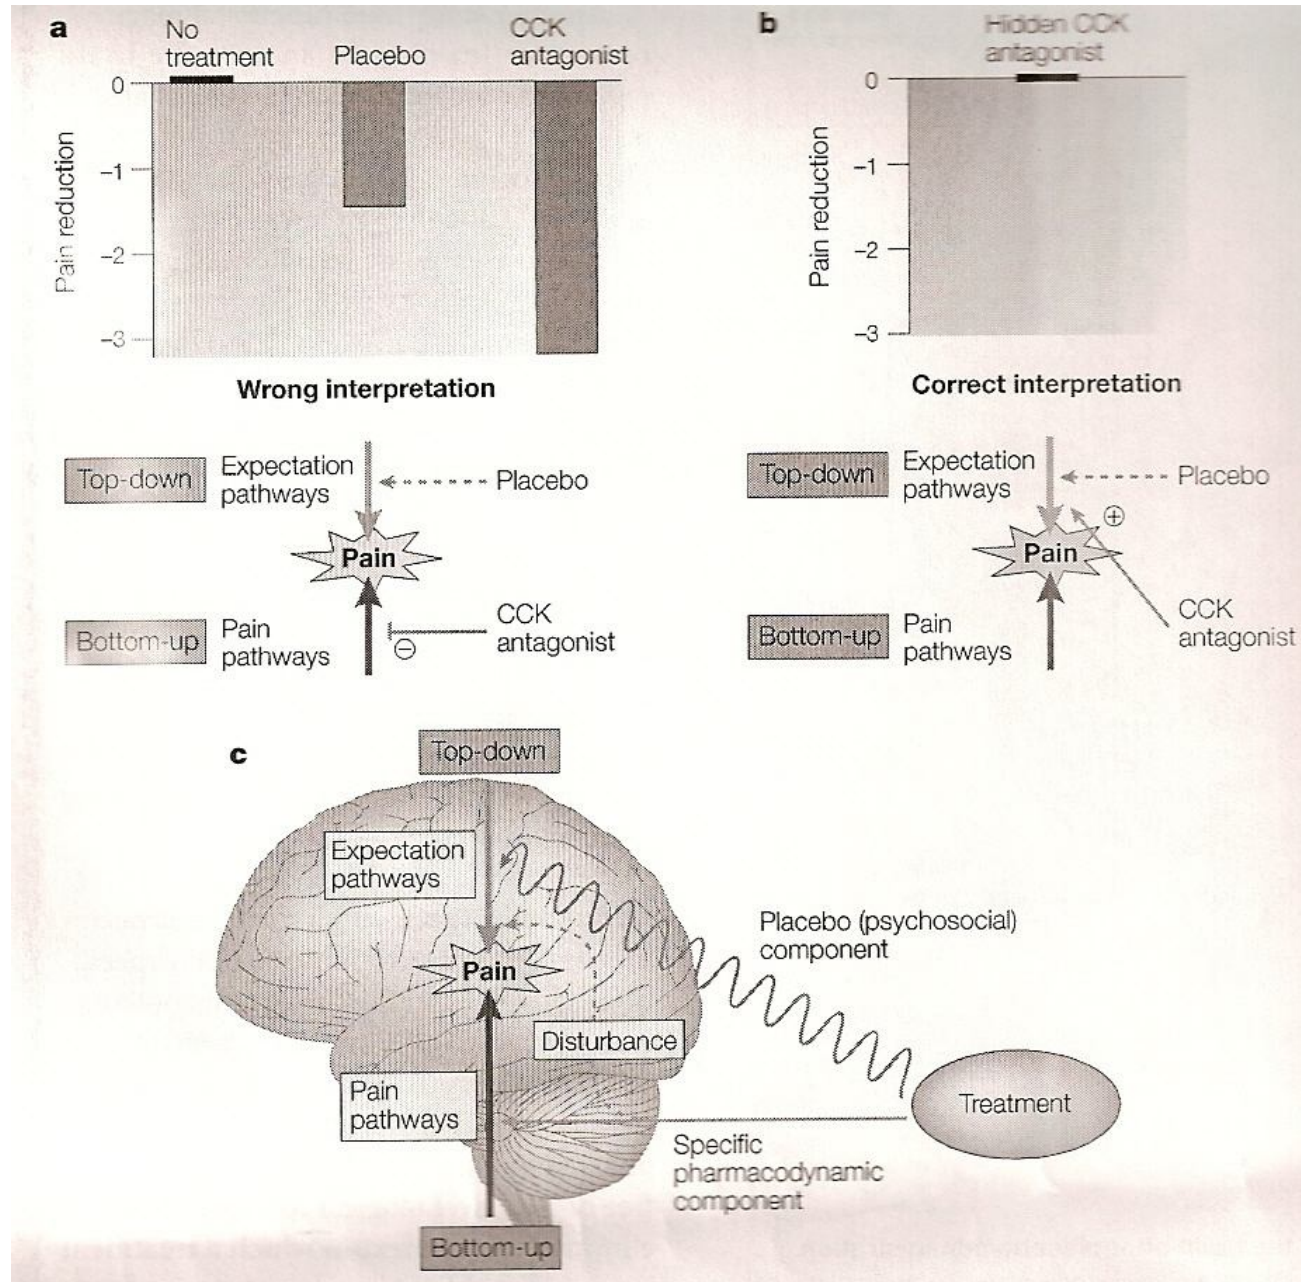 a
No
treatment
Placebo
CCK
antagonist
0
–1
–2
–3
Pain reduction
Wrong interpretation
Top-down
Expectation
pathways
Placebo
Pain
Bottom-up
Pain
pathways
CCK
antagonist
b
Hidden CCK
antagonist
0
–1
–2
–3
Pain reduction
Correct interpretation
Top-down
Expectation
pathways
Placebo
+
Pain
Bottom-up
Pain
pathways
CCK
antagonist
c
Top-down
Expectation
pathways
Pain
Placebo (psychosocial)
component
Disturbance
Pain
pathways
Treatment
Specific
pharmacodynamic
component
Bottom-up